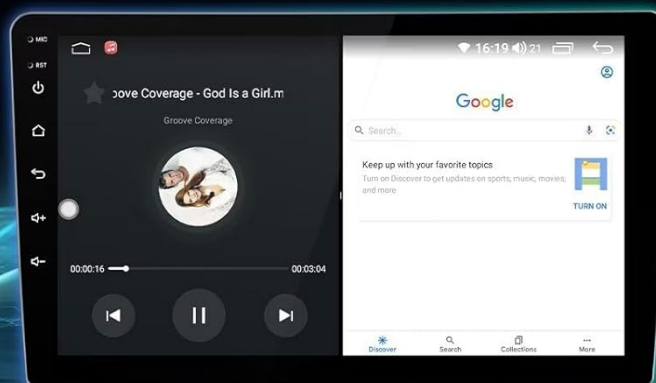 MIC
RST
16:19 21
ove Coverage - God Is a Girl.m
Groove Coverage
00:00:16
00:03:04
Google
Search..
Keep up with your favorite topics
Turn on Discover to get updates on sports, music, movies,
and more
TURN ON
Discover
Search
Collections
More